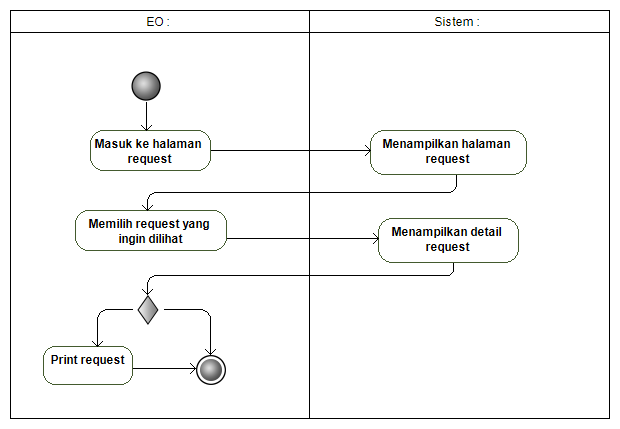 EO :
Sistem :
Masuk ke halaman
request
Menampilkan halaman
request
Memilih request yang
ingin dilihat
Menampilkan detail
request
Print request